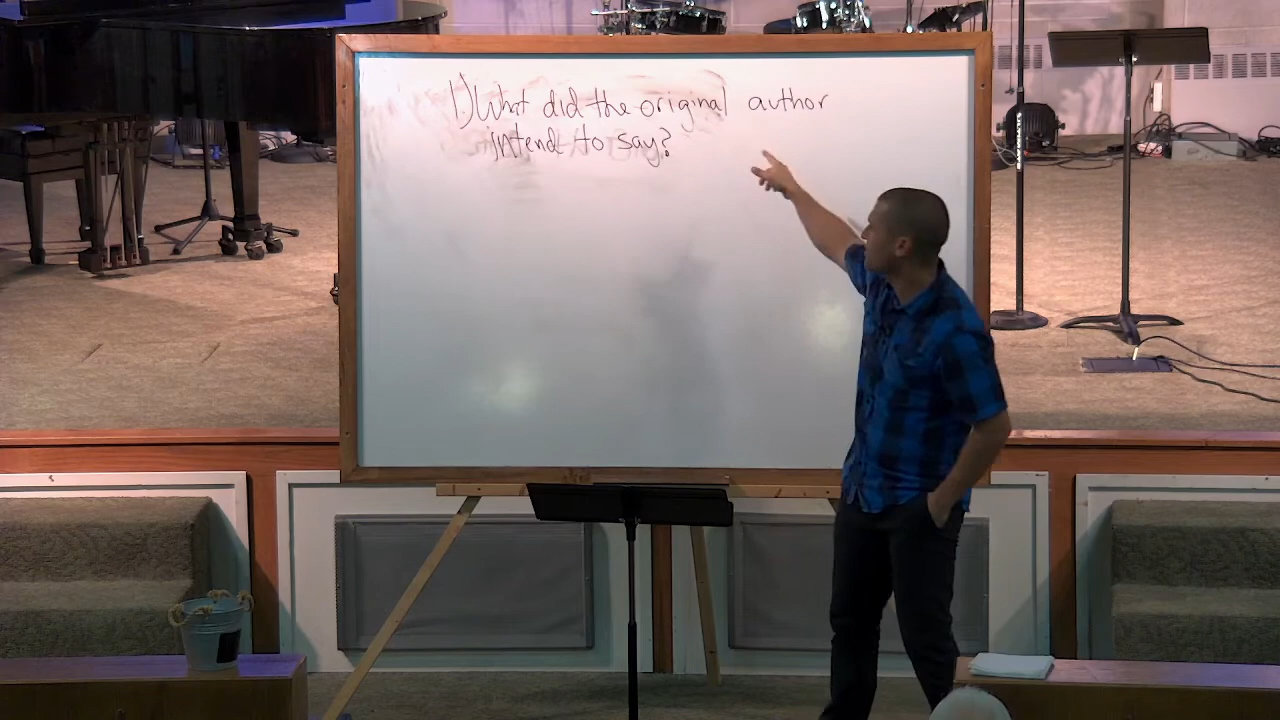 1) What did the original author
intend to say?